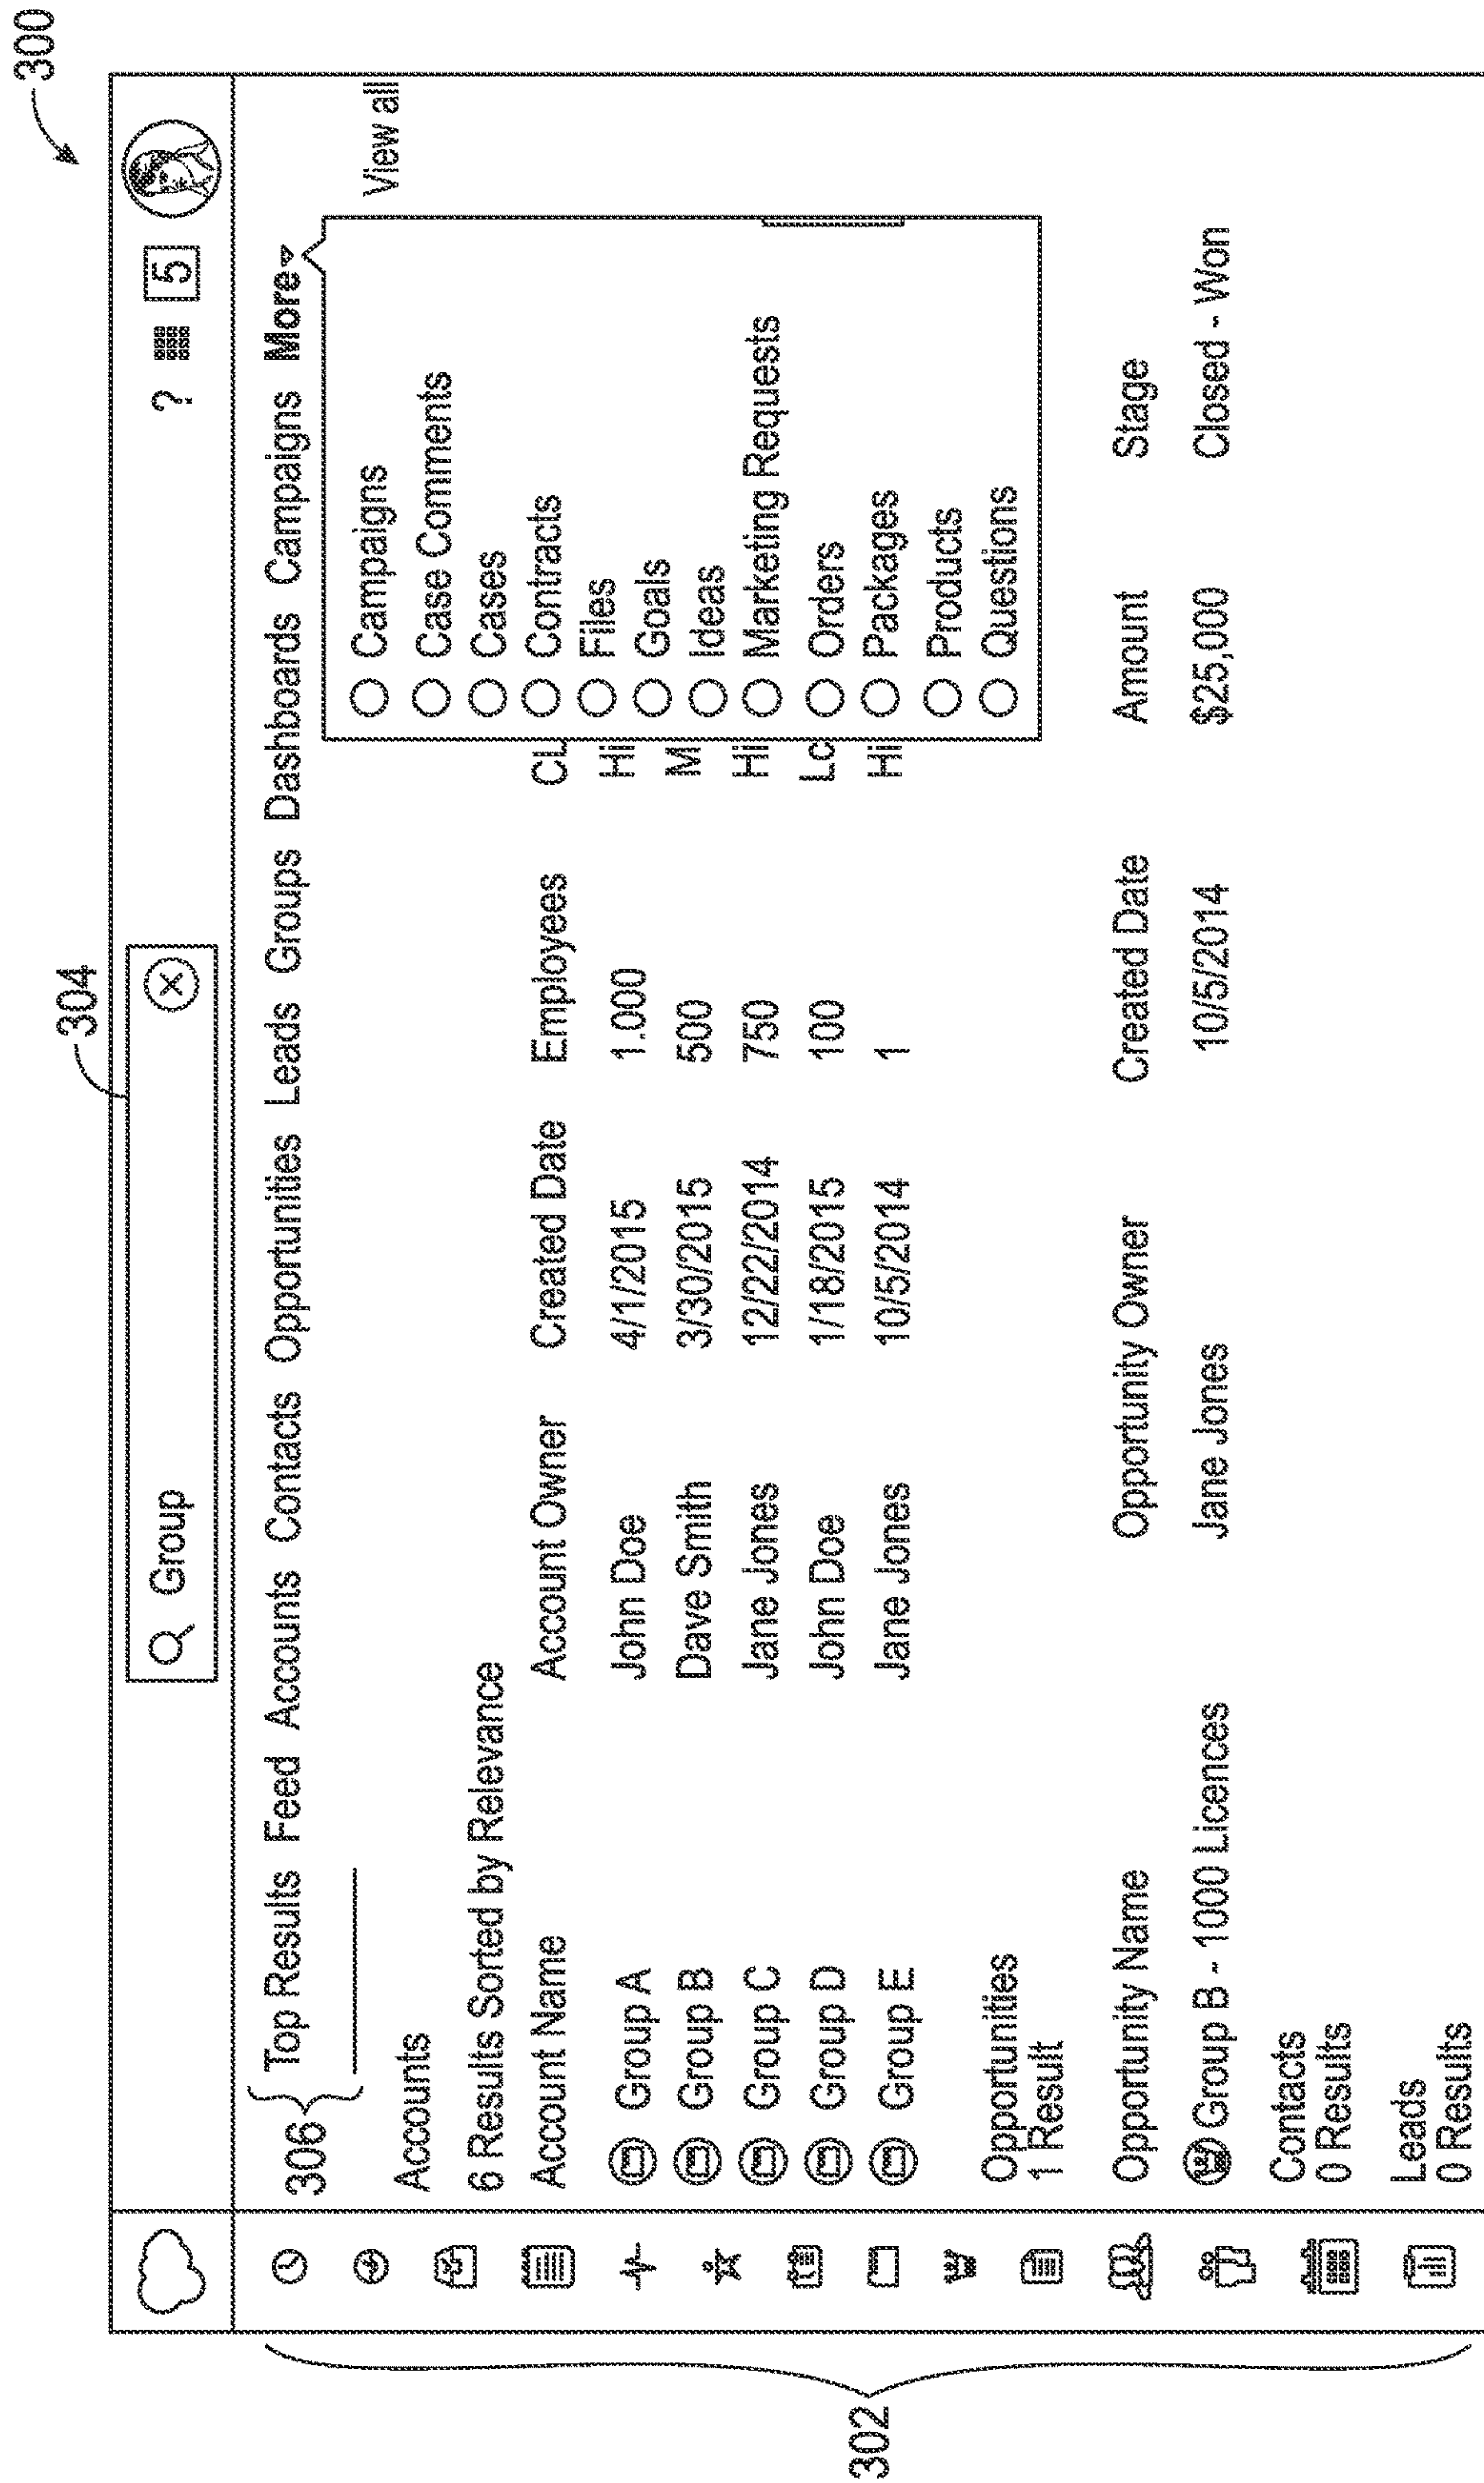 300
304
Group
? 5
306
Top Results Feed Accounts Contacts Opportunities Leads Groups Dashboards Campaigns More
View all
Accounts
6 Results Sorted by Relevance
Account Name Account Owner Created Date Employees CL
Group A John Doe 4/1/2015 1.000 Hi
Group B Dave Smith 3/30/2015 500 M
Group C Jane Jones 12/22/2014 750 Hi
Group D John Doe 1/18/2015 100 Lc
Group E Jane Jones 10/5/2014 1 Hi
Campaigns
Case Comments
Cases
Contracts
Files
Goals
Ideas
Marketing Requests
Orders
Packages
Products
Questions
Opportunities
1 Result
Opportunity Name Opportunity Owner Created Date Amount Stage
Group B - 1000 Licences Jane Jones 10/5/2014 $25,000 Closed - Won
Contacts
0 Results
Leads
0 Results
302